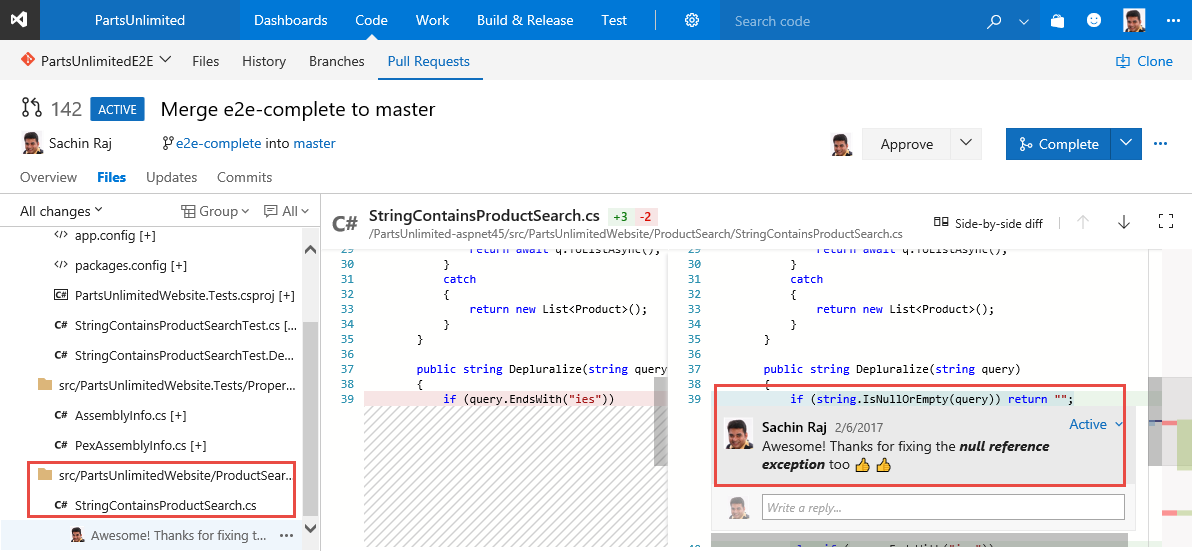 PartsUnlimited Dashboards Code Work Build & Release Test Search code
PartsUnlimitedE2E Files History Branches Pull Requests Clone
142 ACTIVE Merge e2e-complete to master
Sachin Raj e2e-complete into master Approve Complete
Overview Files Updates Commits
All changes Group All
app.config [+]
packages.config [+]
PartsUnlimitedWebsite.Tests.csproj [+]
C# StringContainsProductSearchTest.cs [...
C# StringContainsProductSearchTest.De...
src/PartsUnlimitedWebsite.Tests/Proper...
C# AssemblyInfo.cs [+]
C# PexAssemblyInfo.cs [+]
src/PartsUnlimitedWebsite/ProductSear...
C# StringContainsProductSearch.cs
Awesome! Thanks for fixing t... ...
C# StringContainsProductSearch.cs +3 -2
/PartsUnlimited-aspnet45/src/PartsUnlimitedWebsite/ProductSearch/StringContainsProductSearch.cs
Side-by-side diff
29 return await q.ToListAsync();
30 }
31 catch
32 {
33 return new List<Product>();
34 }
35 }
36
37 public string Depluralize(string query
38 {
39 if (query.EndsWith("ies"))
29 return await q.ToListAsync();
30 }
31 catch
32 {
33 return new List<Product>();
34 }
35 }
36
37 public string Depluralize(string query)
38 {
39 if (string.IsNullOrEmpty(query)) return "";
Sachin Raj 2/6/2017 Active
Awesome! Thanks for fixing the null reference
exception too 👍 👍
Write a reply...